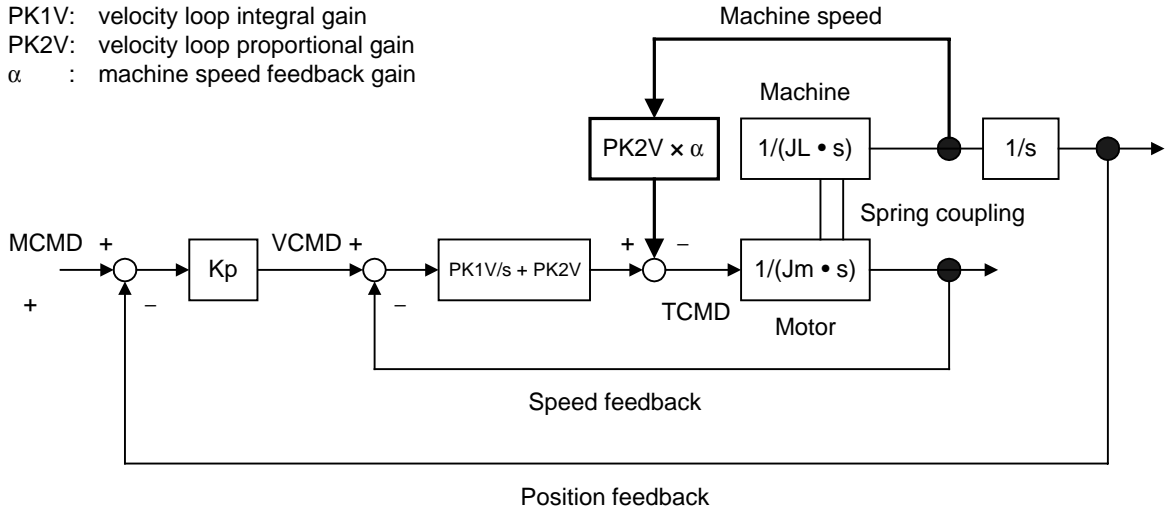 PK1V: velocity loop integral gain
PK2V: velocity loop proportional gain
α : machine speed feedback gain
Machine speed
Machine
PK2V × α
1/(JL • s)
1/s
Spring coupling
MCMD +
VCMD +
+ −
Kp
PK1V/s + PK2V
1/(Jm • s)
+ −
−
TCMD
Motor
Speed feedback
Position feedback